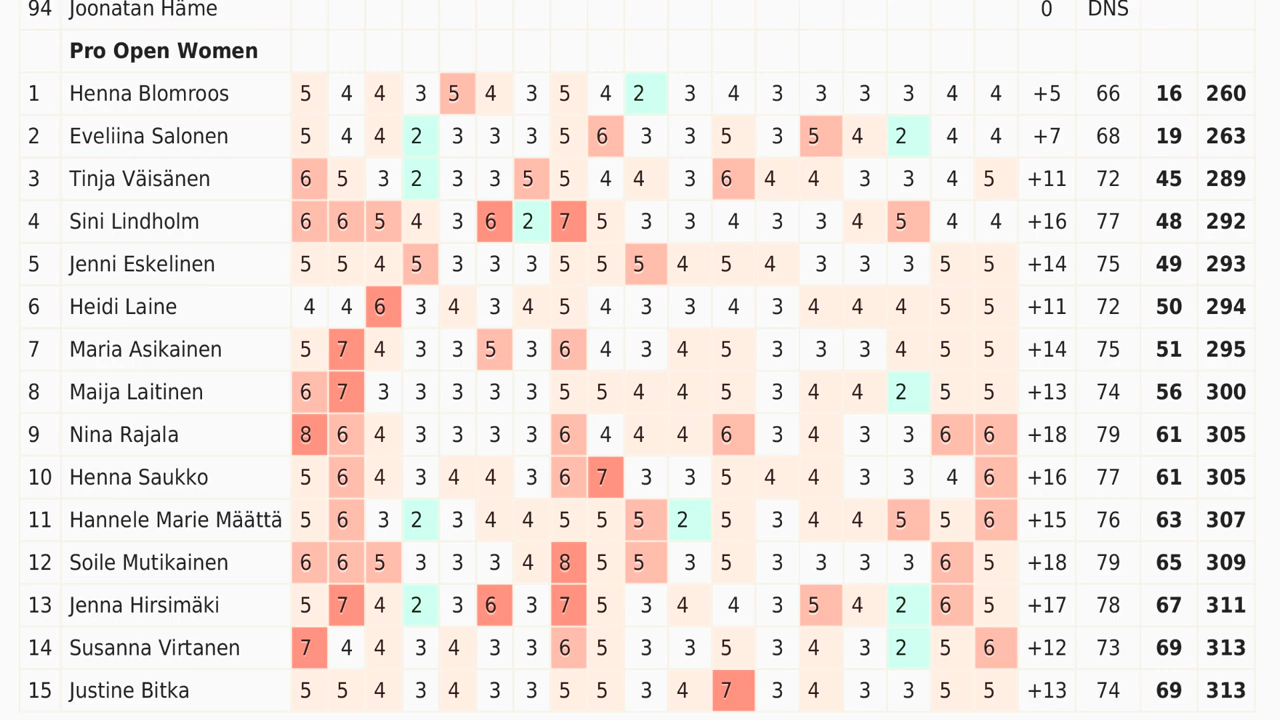 94 Joonatan Häme 0 DNS
Pro Open Women
1 Henna Blomroos 5 4 4 3 5 4 3 5 4 2 3 4 3 3 3 3 4 4 +5 66 16 260
2 Eveliina Salonen 5 4 4 2 3 3 3 5 6 3 3 5 3 5 4 2 4 4 +7 68 19 263
3 Tinja Väisänen 6 5 3 2 3 3 5 5 4 4 3 6 4 4 3 3 4 5 +11 72 45 289
4 Sini Lindholm 6 6 5 4 3 6 2 7 5 3 3 4 3 3 4 5 4 4 +16 77 48 292
5 Jenni Eskelinen 5 5 4 5 3 3 3 5 5 5 4 5 4 3 3 3 5 5 +14 75 49 293
6 Heidi Laine 4 4 6 3 4 3 4 5 4 3 3 4 3 4 4 4 5 5 +11 72 50 294
7 Maria Asikainen 5 7 4 3 3 5 3 6 4 3 4 5 3 3 3 4 5 5 +14 75 51 295
8 Maija Laitinen 6 7 3 3 3 3 3 5 5 4 4 5 3 4 4 2 5 5 +13 74 56 300
9 Nina Rajala 8 6 4 3 3 3 3 6 4 4 4 6 3 4 3 3 6 6 +18 79 61 305
10 Henna Saukko 5 6 4 3 4 4 3 6 7 3 3 5 4 4 3 3 4 6 +16 77 61 305
11 Hannele Marie Määttä 5 6 3 2 3 4 4 5 5 5 2 5 3 4 4 5 5 6 +15 76 63 307
12 Soile Mutikainen 6 6 5 3 3 3 4 8 5 5 3 5 3 3 3 3 6 5 +18 79 65 309
13 Jenna Hirsimäki 5 7 4 2 3 6 3 7 5 3 4 4 3 5 4 2 6 5 +17 78 67 311
14 Susanna Virtanen 7 4 4 3 4 3 3 6 5 3 3 5 3 4 3 2 5 6 +12 73 69 313
15 Justine Bitka 5 5 4 3 4 3 3 5 5 3 4 7 3 4 3 3 5 5 +13 74 69 313